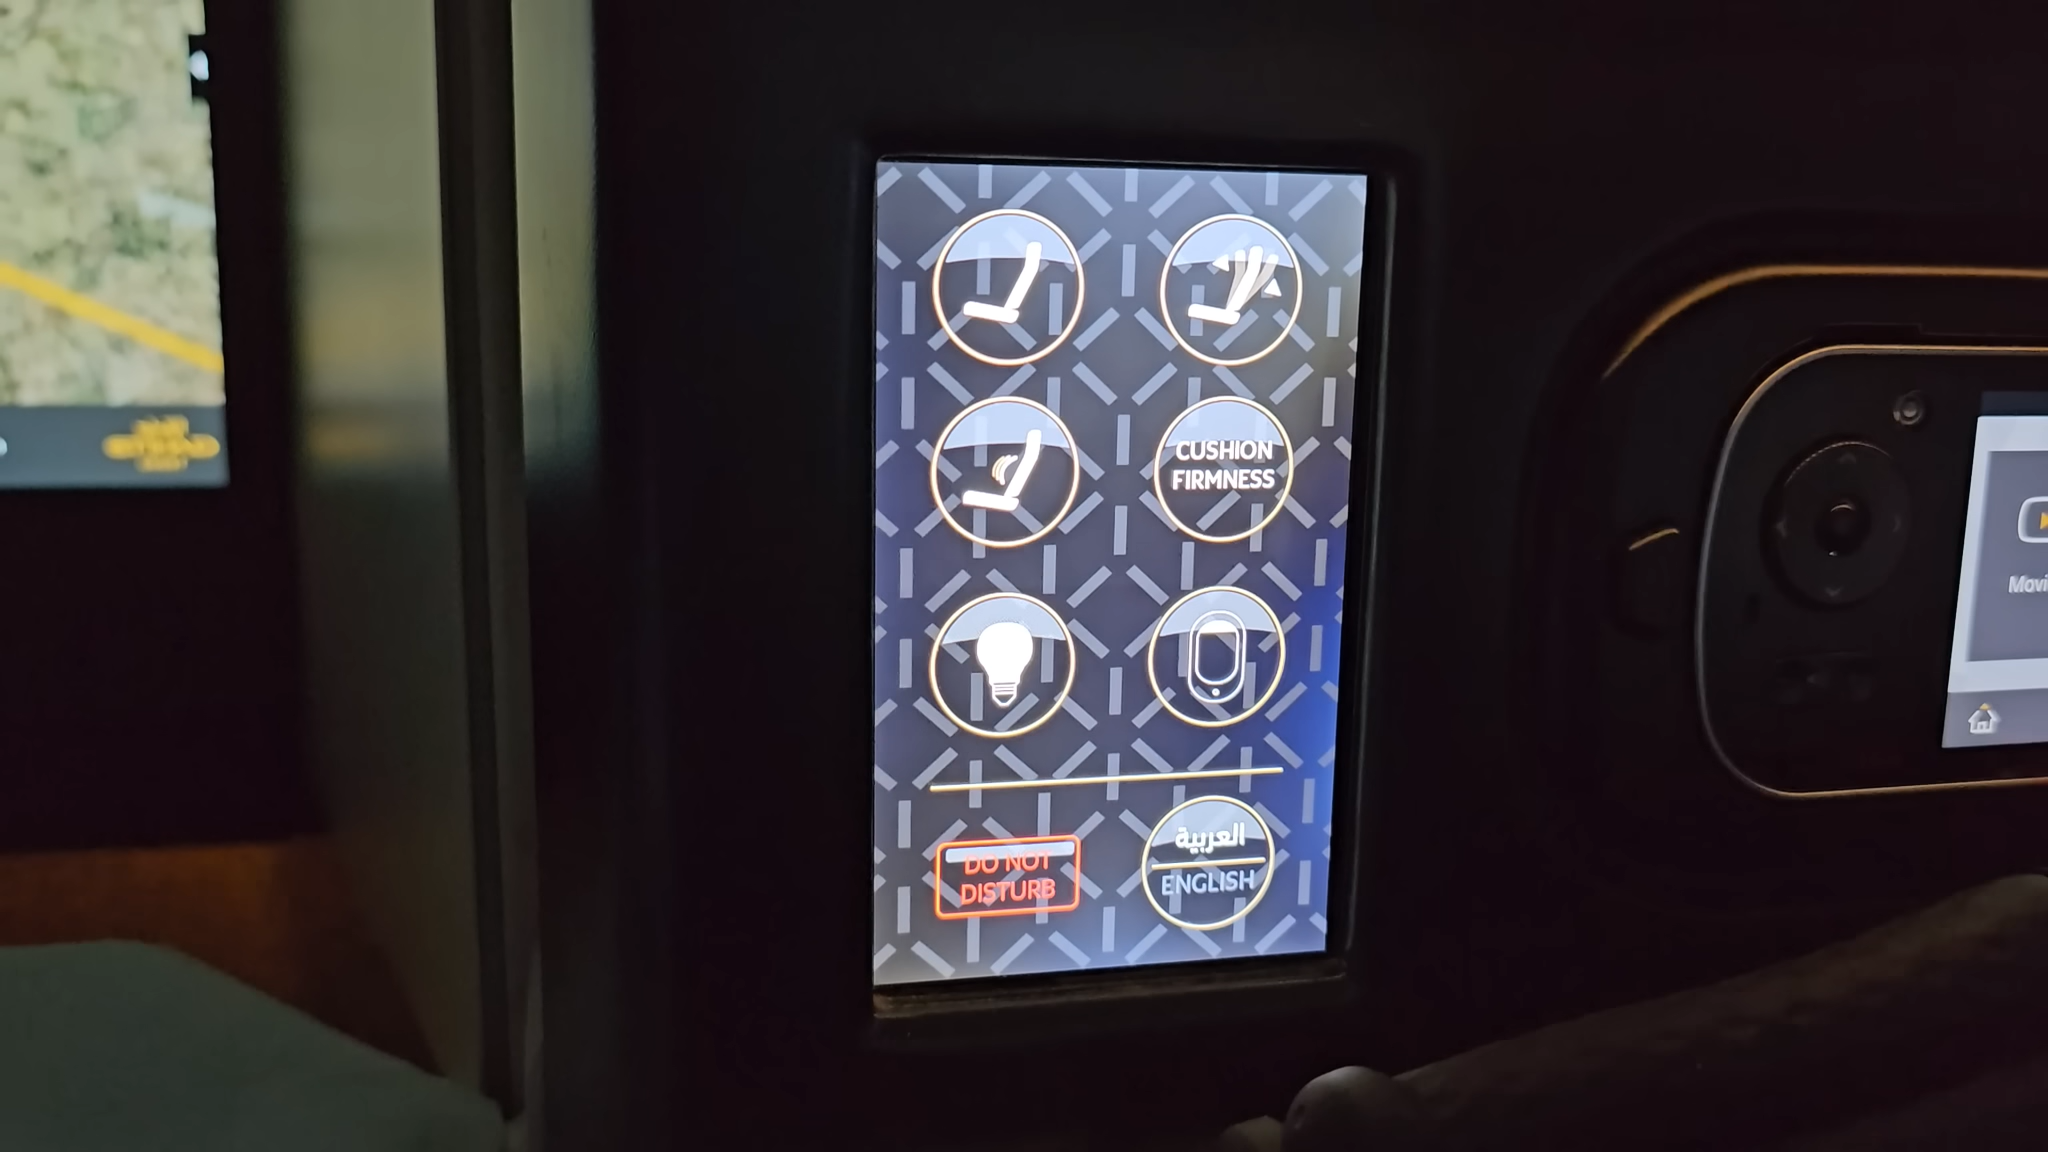 CUSHION
FIRMNESS
DO NOT
DISTURB
العربية
ENGLISH